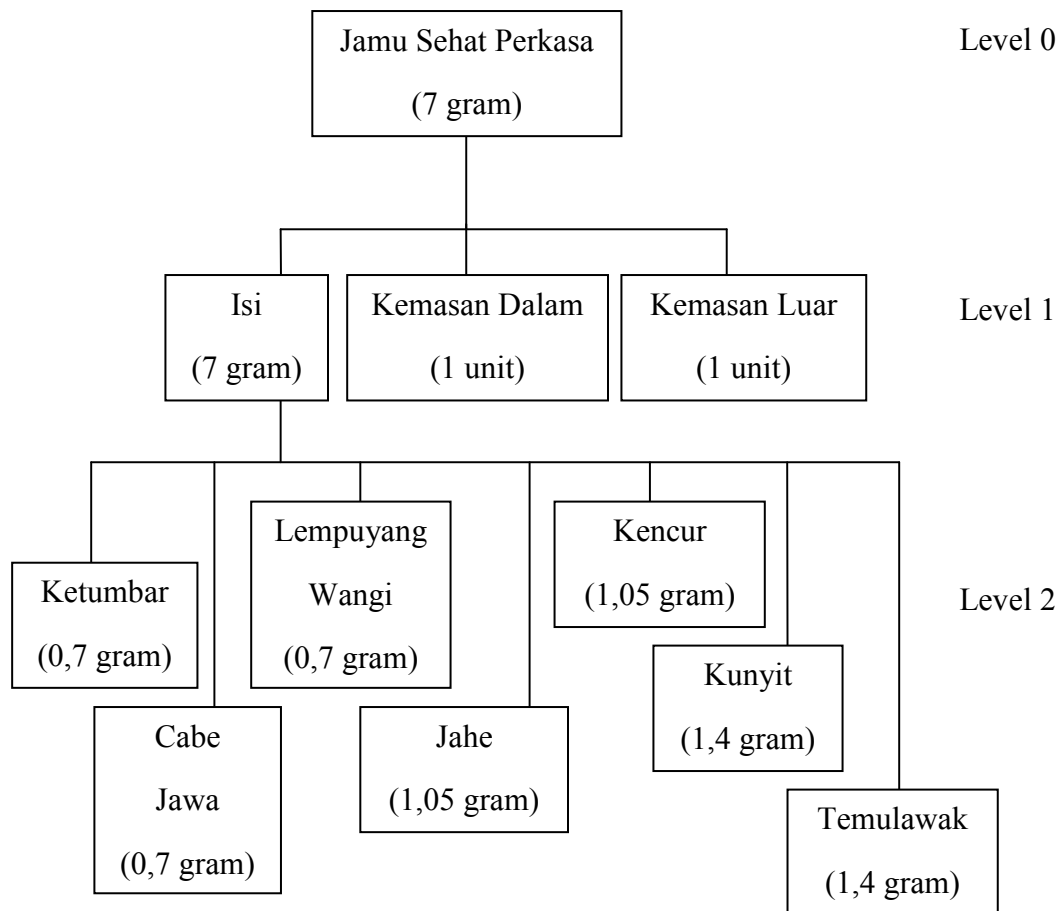 Jamu Sehat Perkasa
(7 gram)
Level 0
Isi
(7 gram)
Kemasan Dalam
(1 unit)
Kemasan Luar
(1 unit)
Level 1
Ketumbar
(0,7 gram)
Cabe
Jawa
(0,7 gram)
Lempuyang
Wangi
(0,7 gram)
Jahe
(1,05 gram)
Kencur
(1,05 gram)
Kunyit
(1,4 gram)
Temulawak
(1,4 gram)
Level 2